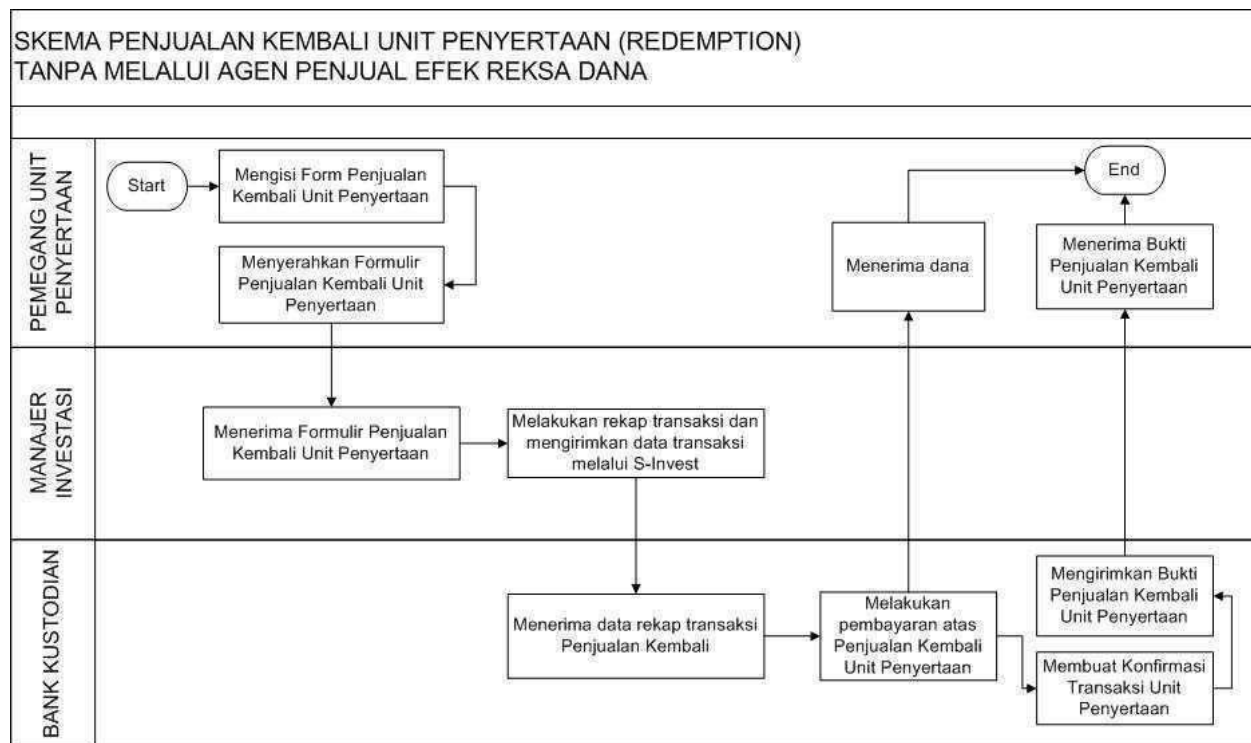 SKEMA PENJUALAN KEMBALI UNIT PENYERTAAN (REDEMPTION)
TANPA MELALUI AGEN PENJUAL EFEK REKSA DANA
PEMEGANG UNIT
PENYERTAAN
Start
Mengisi Form Penjualan
Kembali Unit Penyertaan
Menyerahkan Formulir
Penjualan Kembali Unit
Penyertaan
Menerima dana
End
Menerima Bukti
Penjualan Kembali
Unit Penyertaan
MANAJER
INVESTASI
Menerima Formulir Penjualan
Kembali Unit Penyertaan
Melakukan rekap transaksi dan
mengirimkan data transaksi
melalui S-Invest
BANK KUSTODIAN
Menerima data rekap transaksi
Penjualan Kembali
Melakukan
pembayaran atas
Penjualan Kembali
Unit Penyertaan
Mengirimkan Bukti
Penjualan Kembali
Unit Penyertaan
Membuat Konfirmasi
Transaksi Unit
Penyertaan